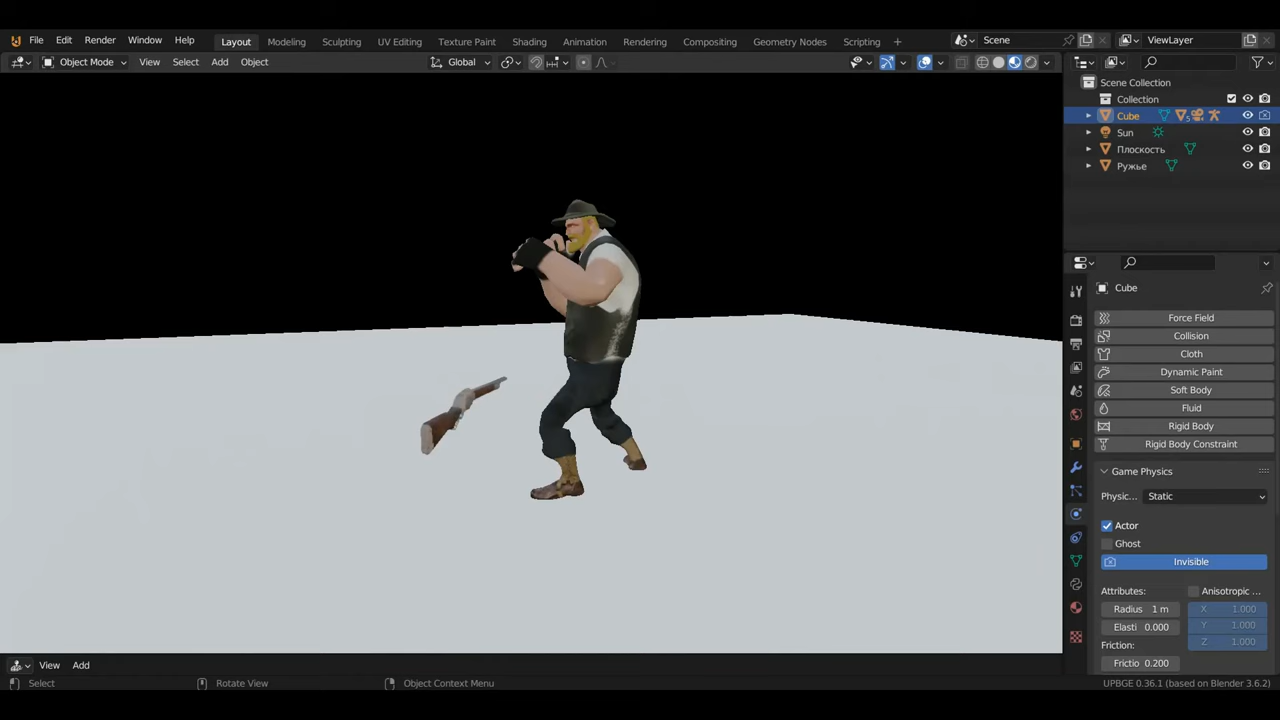 File Edit Render Window Help Layout Modeling Sculpting UV Editing Texture Paint Shading Animation Rendering Compositing Geometry Nodes Scripting + Scene ViewLayer
Object Mode View Select Add Object Global
Scene Collection
Collection
Cube
5
Sun
Плоскость
Ружье
Cube
Force Field
Collision
Cloth
Dynamic Paint
Soft Body
Fluid
Rigid Body
Rigid Body Constraint
Game Physics
Physic... Static
Actor
Ghost
Invisible
Attributes: Anisotropic ...
Radius 1 m X 1.000
Elasti 0.000 Y 1.000
Friction: Z 1.000
Frictio 0.200
View Add
Select Rotate View Object Context Menu UPBGE 0.36.1 (based on Blender 3.6.2)